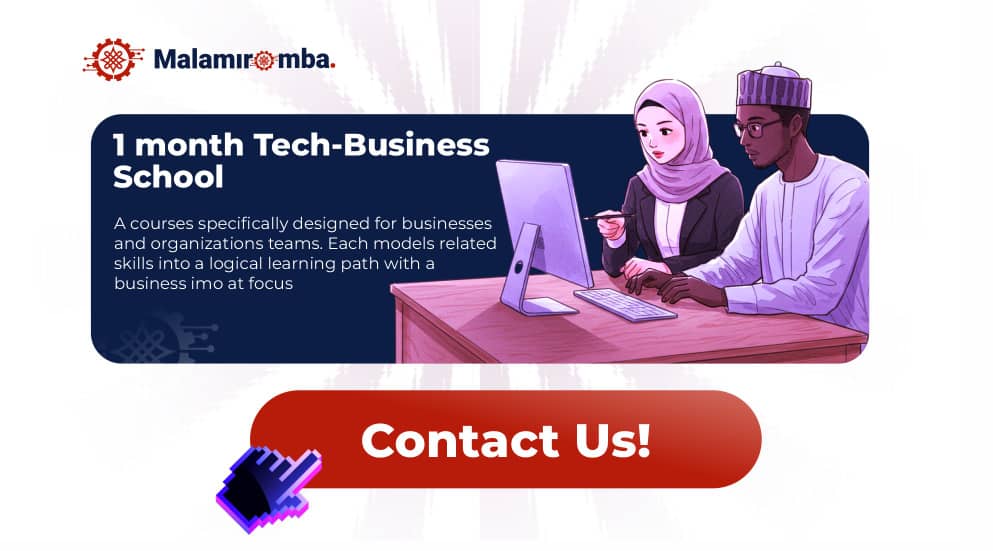 Malamiromba.
1 month Tech-Business
School
A courses specifically designed for businesses
and organizations teams. Each models related
skills into a logical learning path with a
business imo at focus
Contact Us!